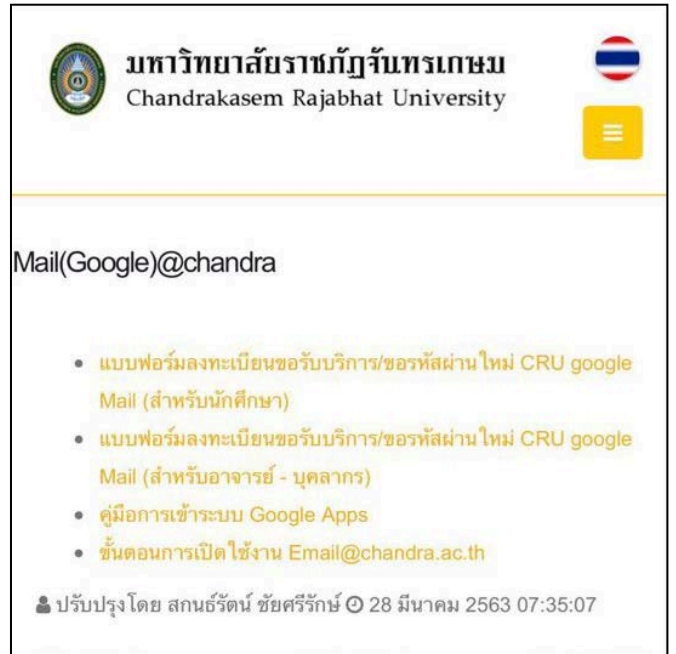 มหาวิทยาลัยราชภัฏจันทรเกษม
Chandrakasem Rajabhat University
Mail(Google)@chandra
แบบฟอร์มลงทะเบียนขอรับบริการ/ขอรหัสผ่านใหม่ CRU google
Mail (สำหรับนักศึกษา)
แบบฟอร์มลงทะเบียนขอรับบริการ/ขอรหัสผ่านใหม่ CRU google
Mail (สำหรับอาจารย์ - บุคลากร)
คู่มือการเข้าระบบ Google Apps
ขั้นตอนการเปิดใช้งาน Email@chandra.ac.th
ปรับปรุงโดย สกนธ์รัตน์ ชัยศรีรักษ์ 28 มีนาคม 2563 07:35:07